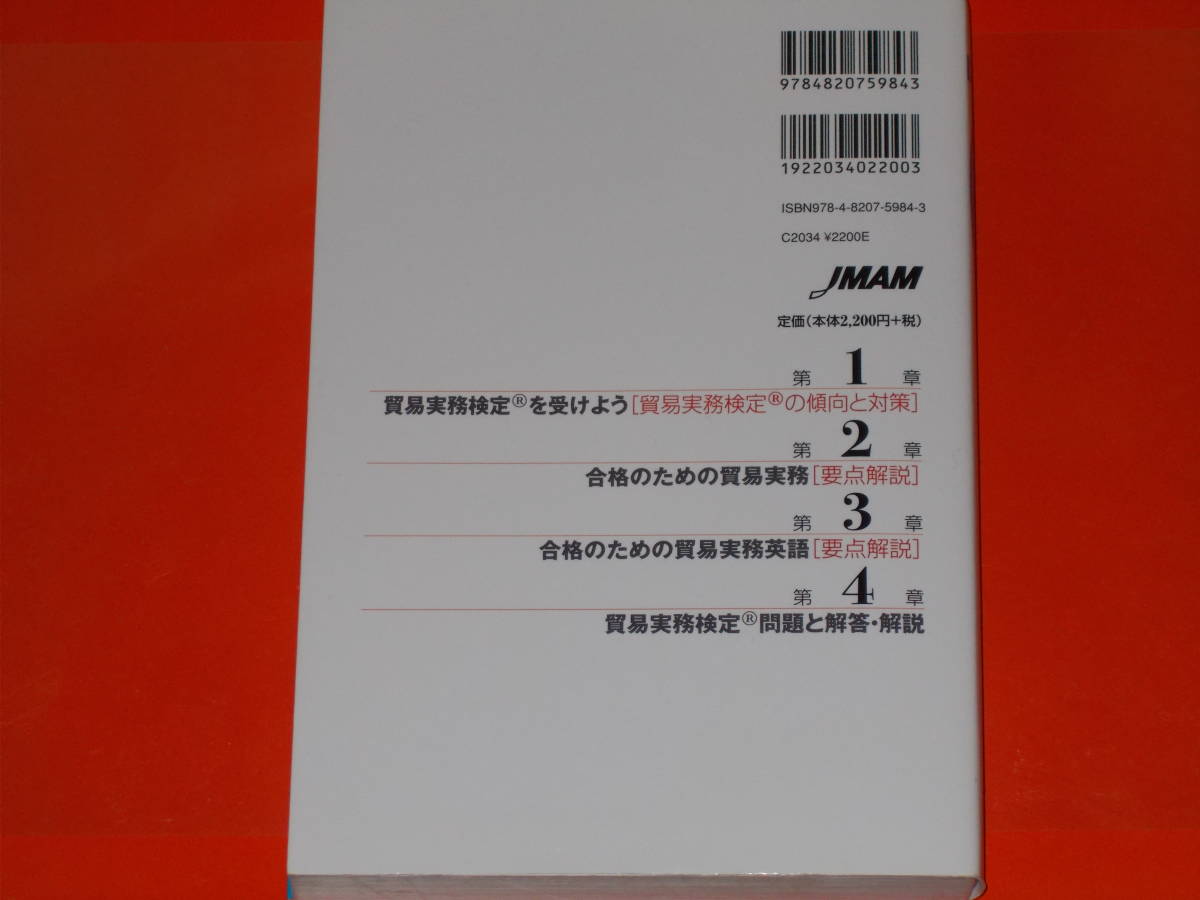 9784820759843
1922034022003
ISBN978-4-8207-5984-3
C2034 ¥2200E
JMAM
定価(本体2,200円+税)
第1章
貿易実務検定®を受けよう[貿易実務検定®の傾向と対策]
第2章
合格のための貿易実務[要点解説]
第3章
合格のための貿易実務英語[要点解説]
第4章
貿易実務検定®問題と解答・解説